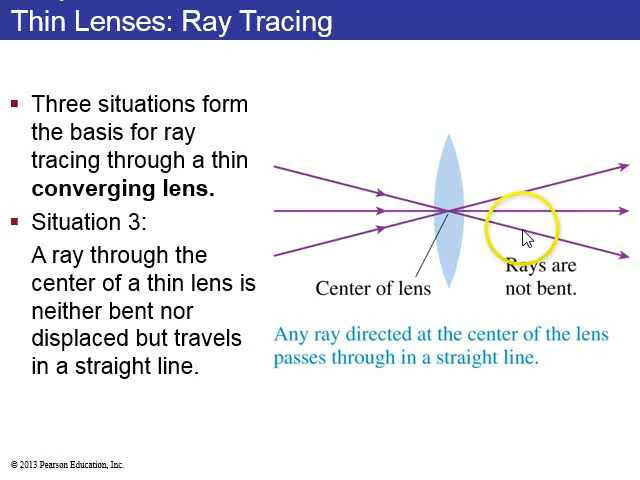 Thin Lenses: Ray Tracing
Three situations form
the basis for ray
tracing through a thin
converging lens.
Situation 3:
A ray through the
center of a thin lens is
neither bent nor
displaced but travels
in a straight line.
Center of lens
Rays are
not bent.
Any ray directed at the center of the lens
passes through in a straight line.
© 2013 Pearson Education, Inc.